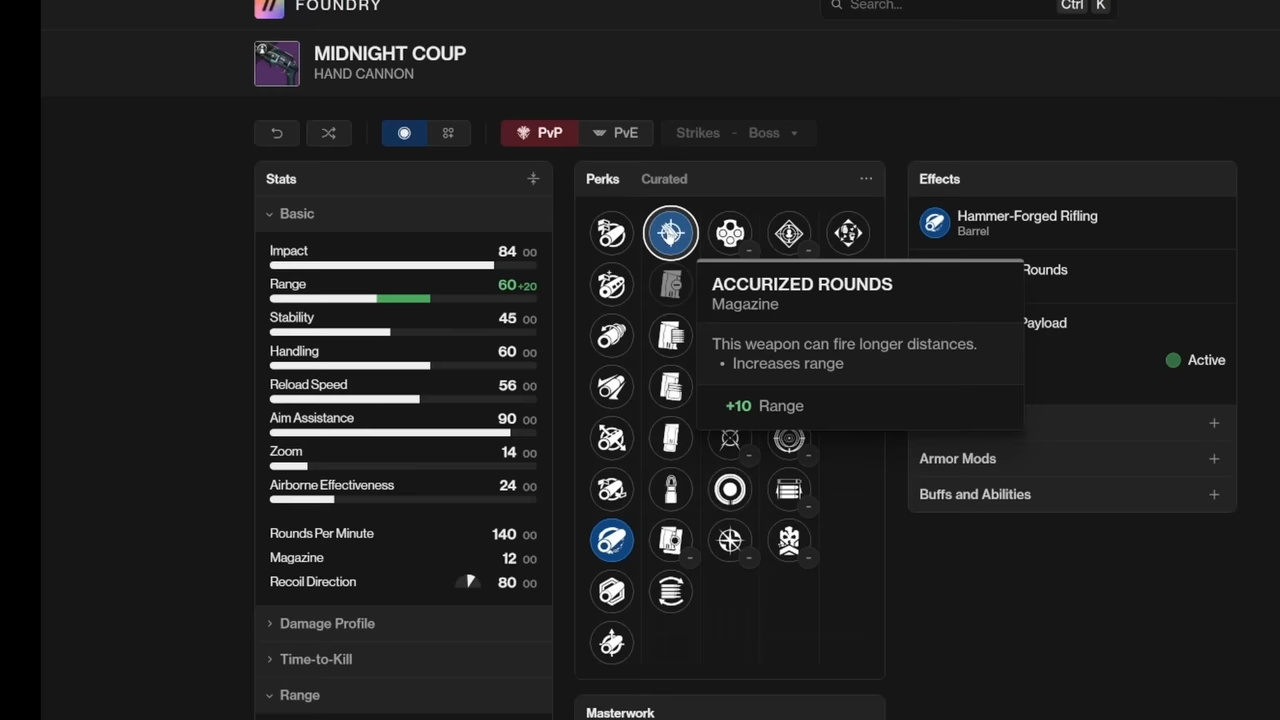 FOUNDRY
Search...
Ctrl K
MIDNIGHT COUP
HAND CANNON
PvP
PvE
Strikes - Boss
Stats
Basic
Impact 84 00
Range 60 +20
Stability 45 00
Handling 60 00
Reload Speed 56 00
Aim Assistance 90 00
Zoom 14 00
Airborne Effectiveness 24 00
Rounds Per Minute 140 00
Magazine 12 00
Recoil Direction 80 00
Damage Profile
Time-to-Kill
Range
Perks Curated
ACCURIZED ROUNDS
Magazine
This weapon can fire longer distances.
• Increases range
+10 Range
Masterwork
Effects
Hammer-Forged Rifling
Barrel
Rounds
Payload
Active
Armor Mods
Buffs and Abilities